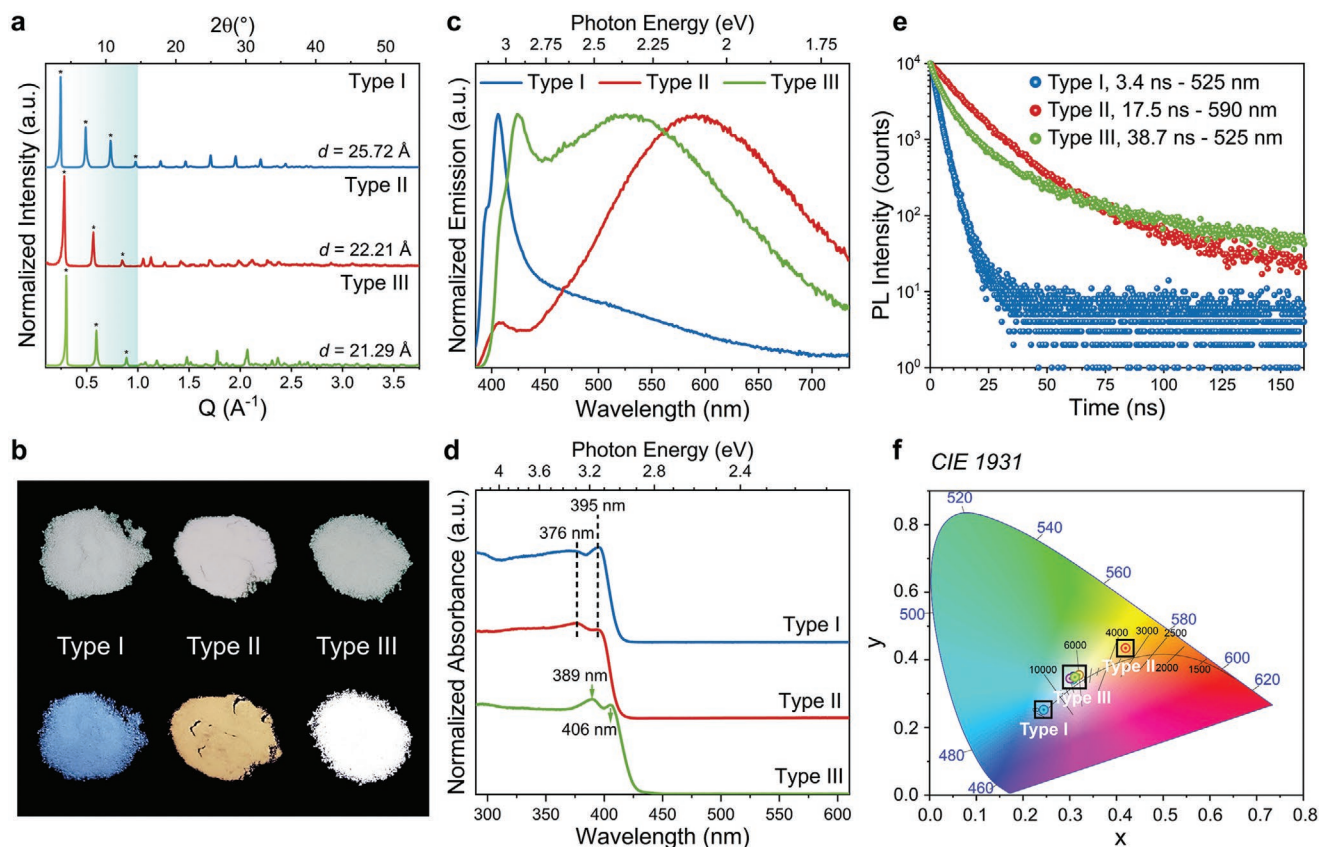 a
2θ(°)
0 10 20 30 40 50
Normalized Intensity (a.u.)
* * * *
Type I
d = 25.72 Å
* * *
Type II
d = 22.21 Å
* * *
Type III
d = 21.29 Å
0.5 1.0 1.5 2.0 2.5 3.0 3.5
Q (A⁻¹)
b
Type I Type II Type III
c
Photon Energy (eV)
3 2.75 2.5 2.25 2 1.75
Normalized Emission (a.u.)
Type I Type II Type III
400 450 500 550 600 650 700
Wavelength (nm)
d
Photon Energy (eV)
4 3.6 3.2 2.8 2.4
Normalized Absorbance (a.u.)
395 nm
376 nm
Type I
Type II
389 nm
406 nm
Type III
300 350 400 450 500 550 600
Wavelength (nm)
e
PL Intensity (counts)
10⁴
10³
10²
10¹
10⁰
Type I, 3.4 ns - 525 nm
Type II, 17.5 ns - 590 nm
Type III, 38.7 ns - 525 nm
0 25 50 75 100 125 150
Time (ns)
f
CIE 1931
y
0.8
0.6
0.4
0.2
0.0
520
540
560
500
580
600
620
480
460
10000 6000 4000 3000 2500 2000 1500
Type II
Type III
Type I
0.0 0.1 0.2 0.3 0.4 0.5 0.6 0.7 0.8
x